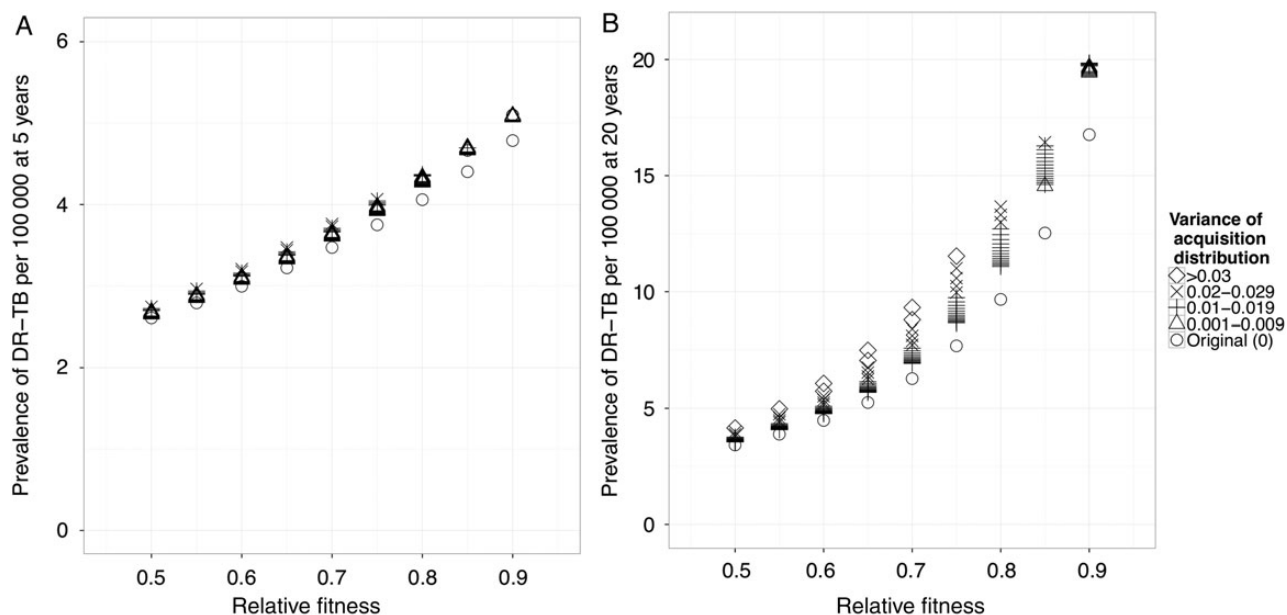 A
Prevalence of DR−TB per 100 000 at 5 years
6
4
2
0
0.5 0.6 0.7 0.8 0.9
Relative fitness
B
Prevalence of DR−TB per 100 000 at 20 years
20
15
10
5
0
0.5 0.6 0.7 0.8 0.9
Relative fitness
Variance of
acquisition
distribution
>0.03
0.02−0.029
0.01−0.019
0.001−0.009
Original (0)